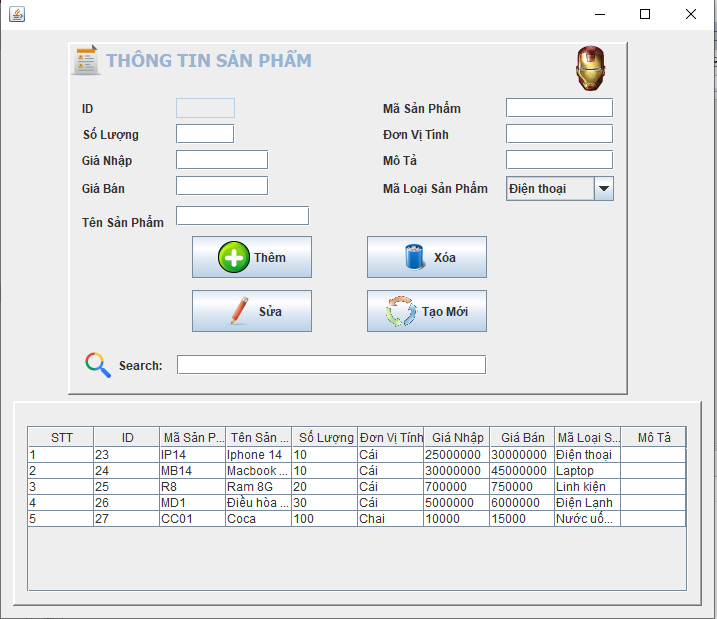 THÔNG TIN SẢN PHẨM
ID
Mã Sản Phẩm
Số Lượng
Đơn Vị Tính
Giá Nhập
Mô Tả
Giá Bán
Mã Loại Sản Phẩm Điện thoại
Tên Sản Phẩm
Thêm Xóa
Sửa Tạo Mới
Search:
STT ID Mã Sản P... Tên Sản ... Số Lượng Đơn Vị Tính Giá Nhập Giá Bán Mã Loại S... Mô Tả
1 23 IP14 Iphone 14 10 Cái 25000000 30000000 Điện thoại
2 24 MB14 Macbook ... 10 Cái 30000000 45000000 Laptop
3 25 R8 Ram 8G 20 Cái 700000 750000 Linh kiện
4 26 MD1 Điều hòa ... 30 Cái 5000000 6000000 Điện Lạnh
5 27 CC01 Coca 100 Chai 10000 15000 Nước uố...